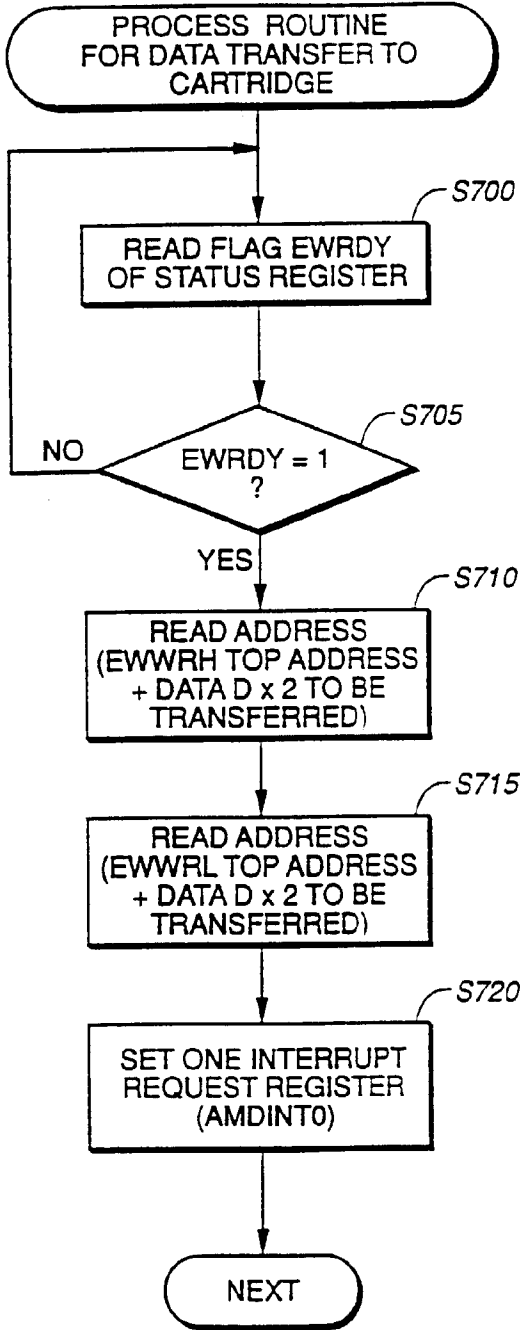 PROCESS ROUTINE
FOR DATA TRANSFER TO
CARTRIDGE
S700
READ FLAG EWRDY
OF STATUS REGISTER
S705
NO
EWRDY = 1
?
YES
S710
READ ADDRESS
(EWWRH TOP ADDRESS
+ DATA D x 2 TO BE
TRANSFERRED)
S715
READ ADDRESS
(EWWRL TOP ADDRESS
+ DATA D x 2 TO BE
TRANSFERRED)
S720
SET ONE INTERRUPT
REQUEST REGISTER
(AMDINT0)
NEXT